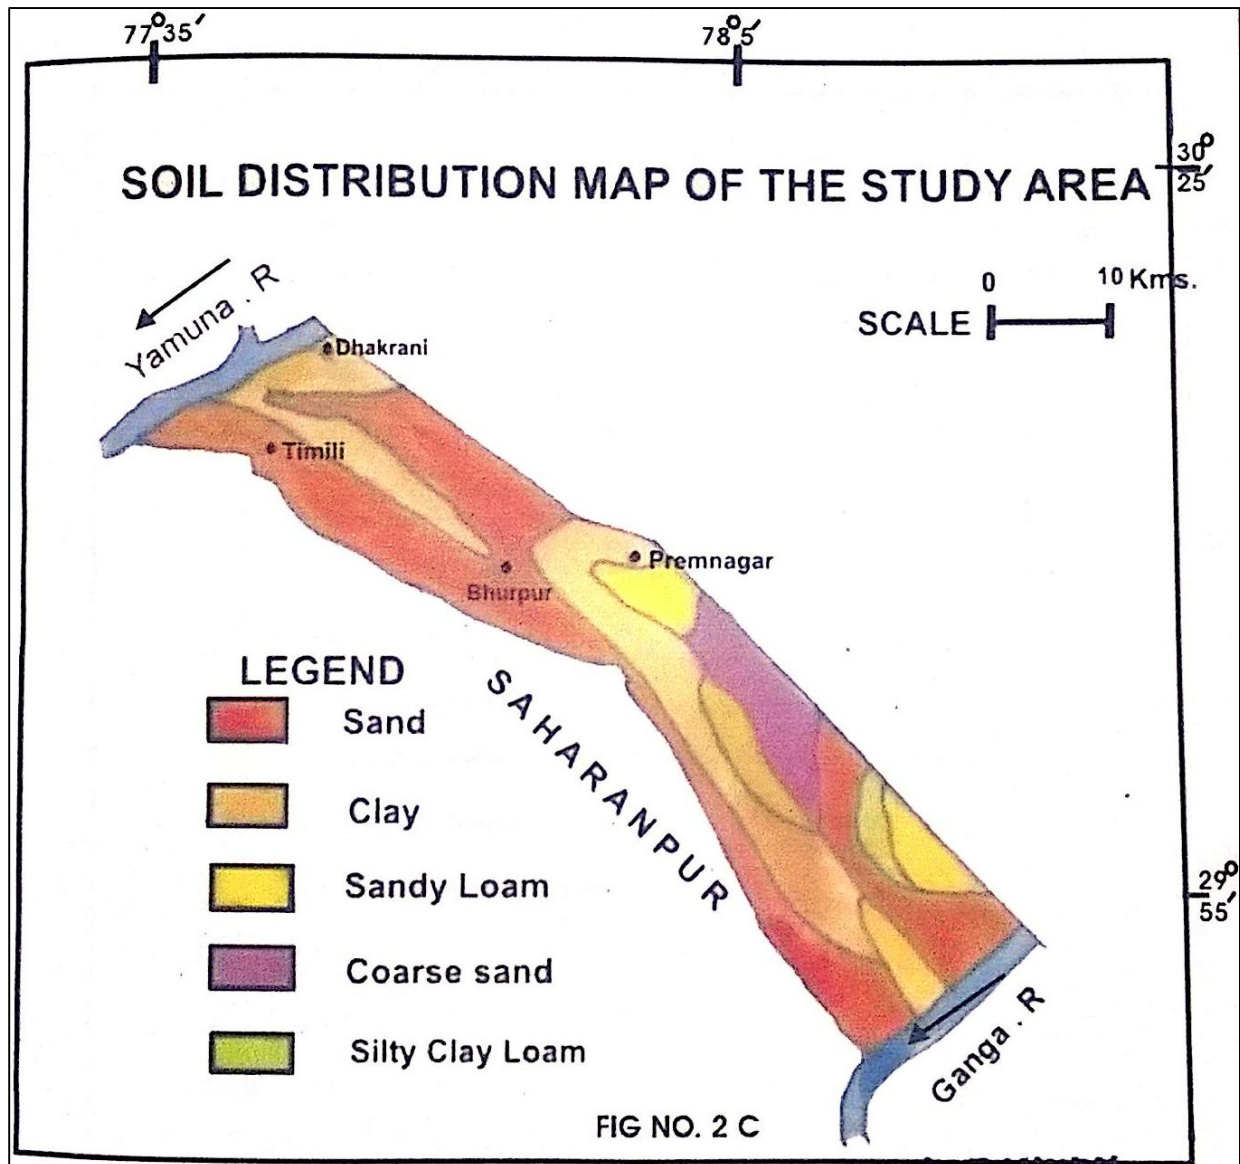 77°35′
78°5′
SOIL DISTRIBUTION MAP OF THE STUDY AREA
30°
25′
0 10 Kms.
SCALE
Yamuna . R
Dhakrani
Timili
Premnagar
Bhurpur
SAHARANPUR
LEGEND
Sand
Clay
Sandy Loam
Coarse sand
Silty Clay Loam
29°
55′
Ganga . R
FIG NO. 2 C